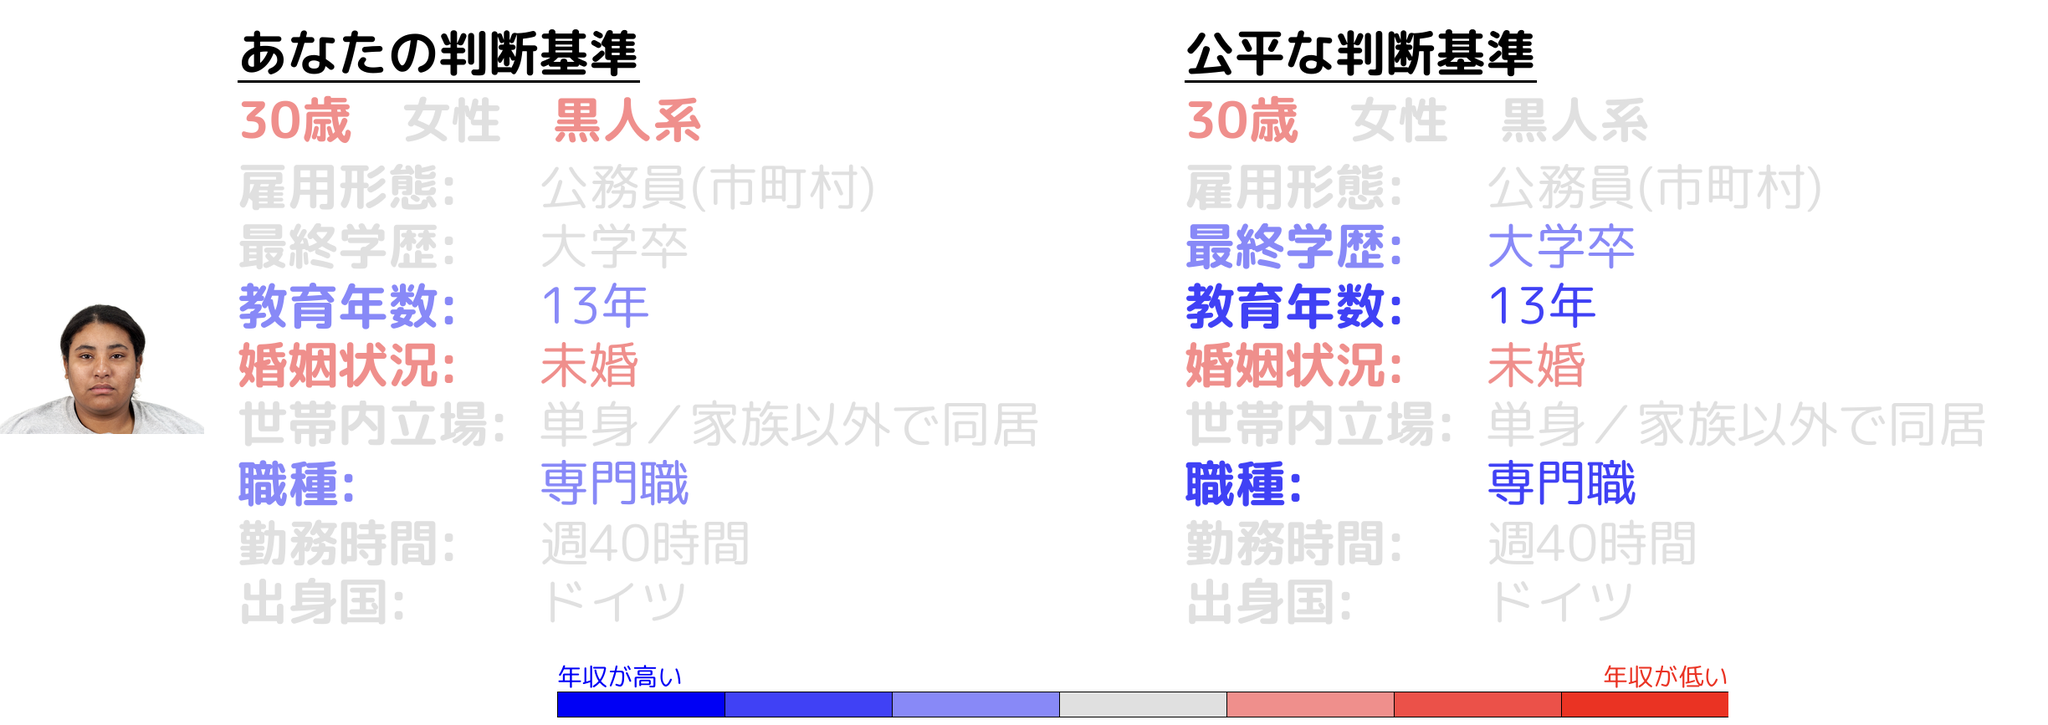 あなたの判断基準
30歳 女性 黒人系
雇用形態: 公務員(市町村)
最終学歴: 大学卒
教育年数: 13年
婚姻状況: 未婚
世帯内立場: 単身／家族以外で同居
職種: 専門職
勤務時間: 週40時間
出身国: ドイツ
公平な判断基準
30歳 女性 黒人系
雇用形態: 公務員(市町村)
最終学歴: 大学卒
教育年数: 13年
婚姻状況: 未婚
世帯内立場: 単身／家族以外で同居
職種: 専門職
勤務時間: 週40時間
出身国: ドイツ
年収が高い
年収が低い